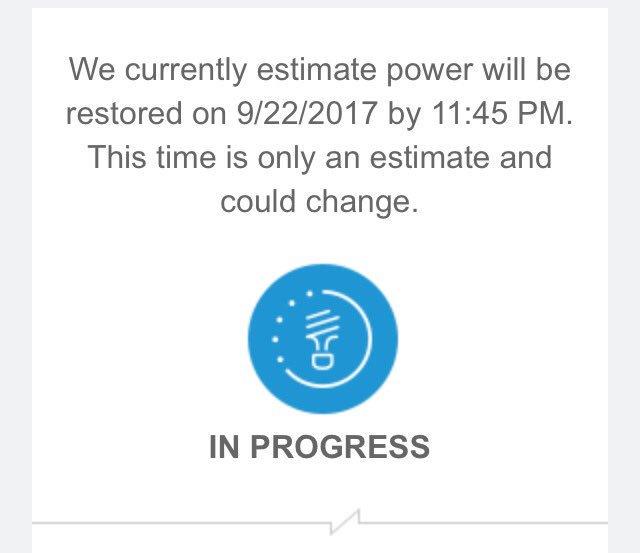 We currently estimate power will be
restored on 9/22/2017 by 11:45 PM.
This time is only an estimate and
could change.
IN PROGRESS